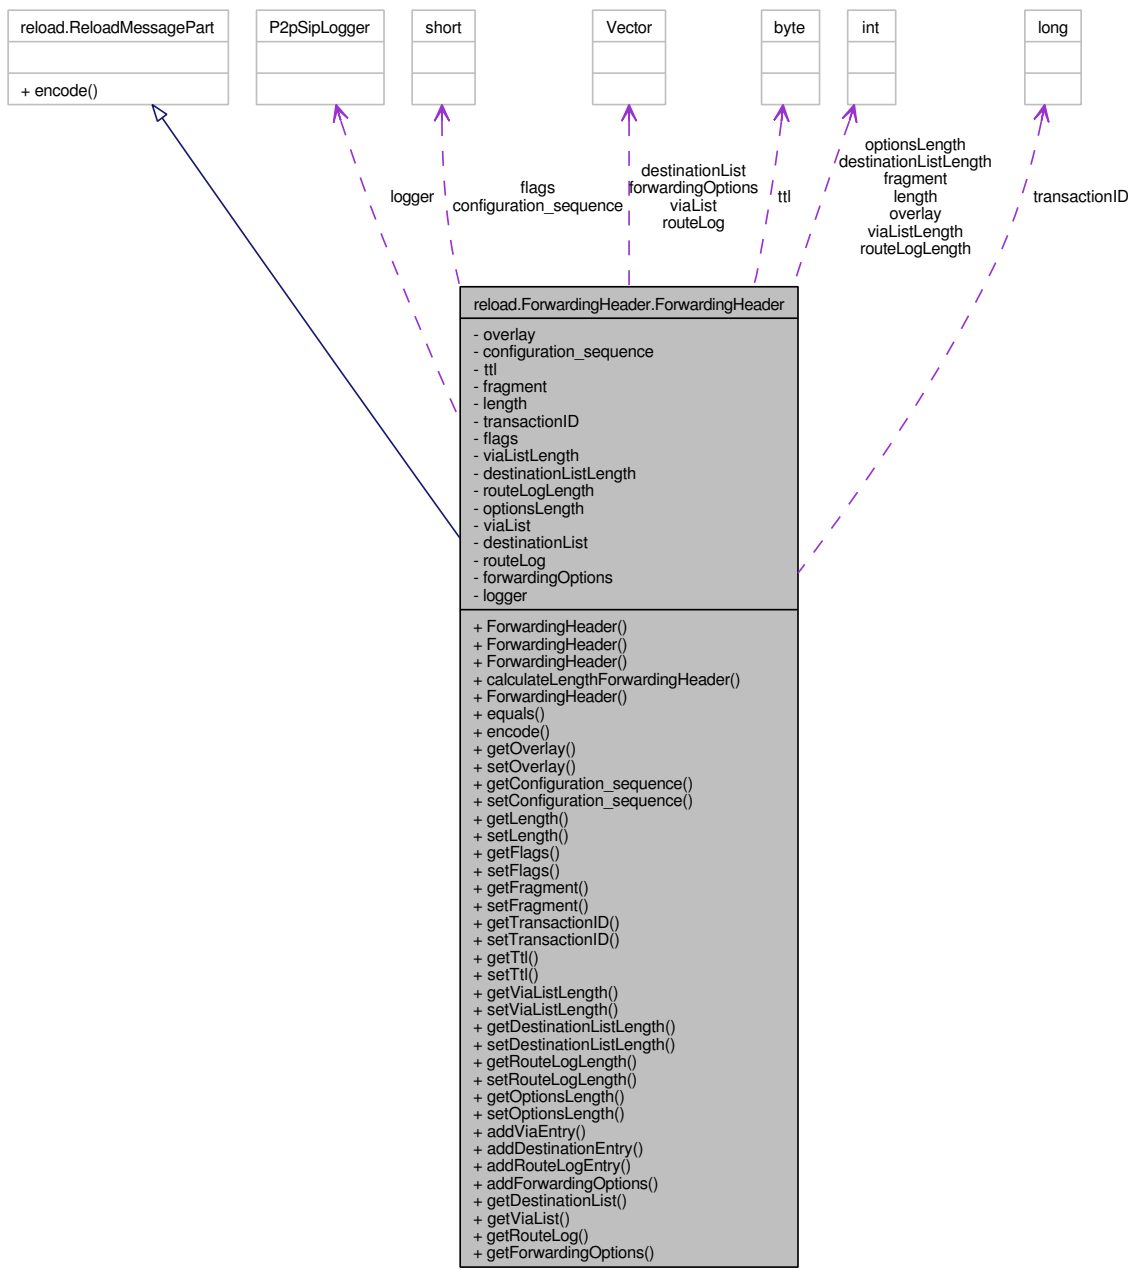 reload.ReloadMessagePart
+ encode()
P2pSipLogger
short
Vector
byte
int
long
logger
flags
configuration_sequence
destinationList
forwardingOptions
viaList
routeLog
ttl
optionsLength
destinationListLength
fragment
length
overlay
viaListLength
routeLogLength
transactionID
reload.ForwardingHeader.ForwardingHeader
- overlay
- configuration_sequence
- ttl
- fragment
- length
- transactionID
- flags
- viaListLength
- destinationListLength
- routeLogLength
- optionsLength
- viaList
- destinationList
- routeLog
- forwardingOptions
- logger
+ ForwardingHeader()
+ ForwardingHeader()
+ ForwardingHeader()
+ calculateLengthForwardingHeader()
+ ForwardingHeader()
+ equals()
+ encode()
+ getOverlay()
+ setOverlay()
+ getConfiguration_sequence()
+ setConfiguration_sequence()
+ getLength()
+ setLength()
+ getFlags()
+ setFlags()
+ getFragment()
+ setFragment()
+ getTransactionID()
+ setTransactionID()
+ getTtl()
+ setTtl()
+ getViaListLength()
+ setViaListLength()
+ getDestinationListLength()
+ setDestinationListLength()
+ getRouteLogLength()
+ setRouteLogLength()
+ getOptionsLength()
+ setOptionsLength()
+ addViaEntry()
+ addDestinationEntry()
+ addRouteLogEntry()
+ addForwardingOptions()
+ getDestinationList()
+ getViaList()
+ getRouteLog()
+ getForwardingOptions()